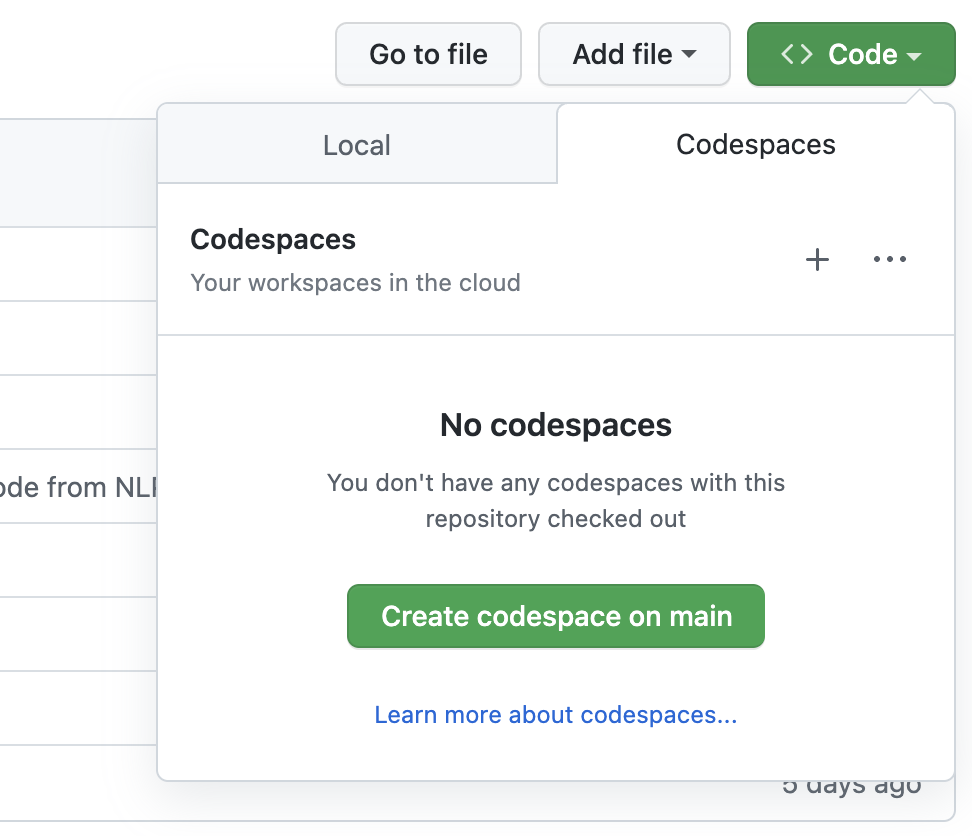 Go to file
Add file
Code
Local
Codespaces
Codespaces
Your workspaces in the cloud
No codespaces
You don't have any codespaces with this
repository checked out
ode from NL
Create codespace on main
Learn more about codespaces...
5 days ago